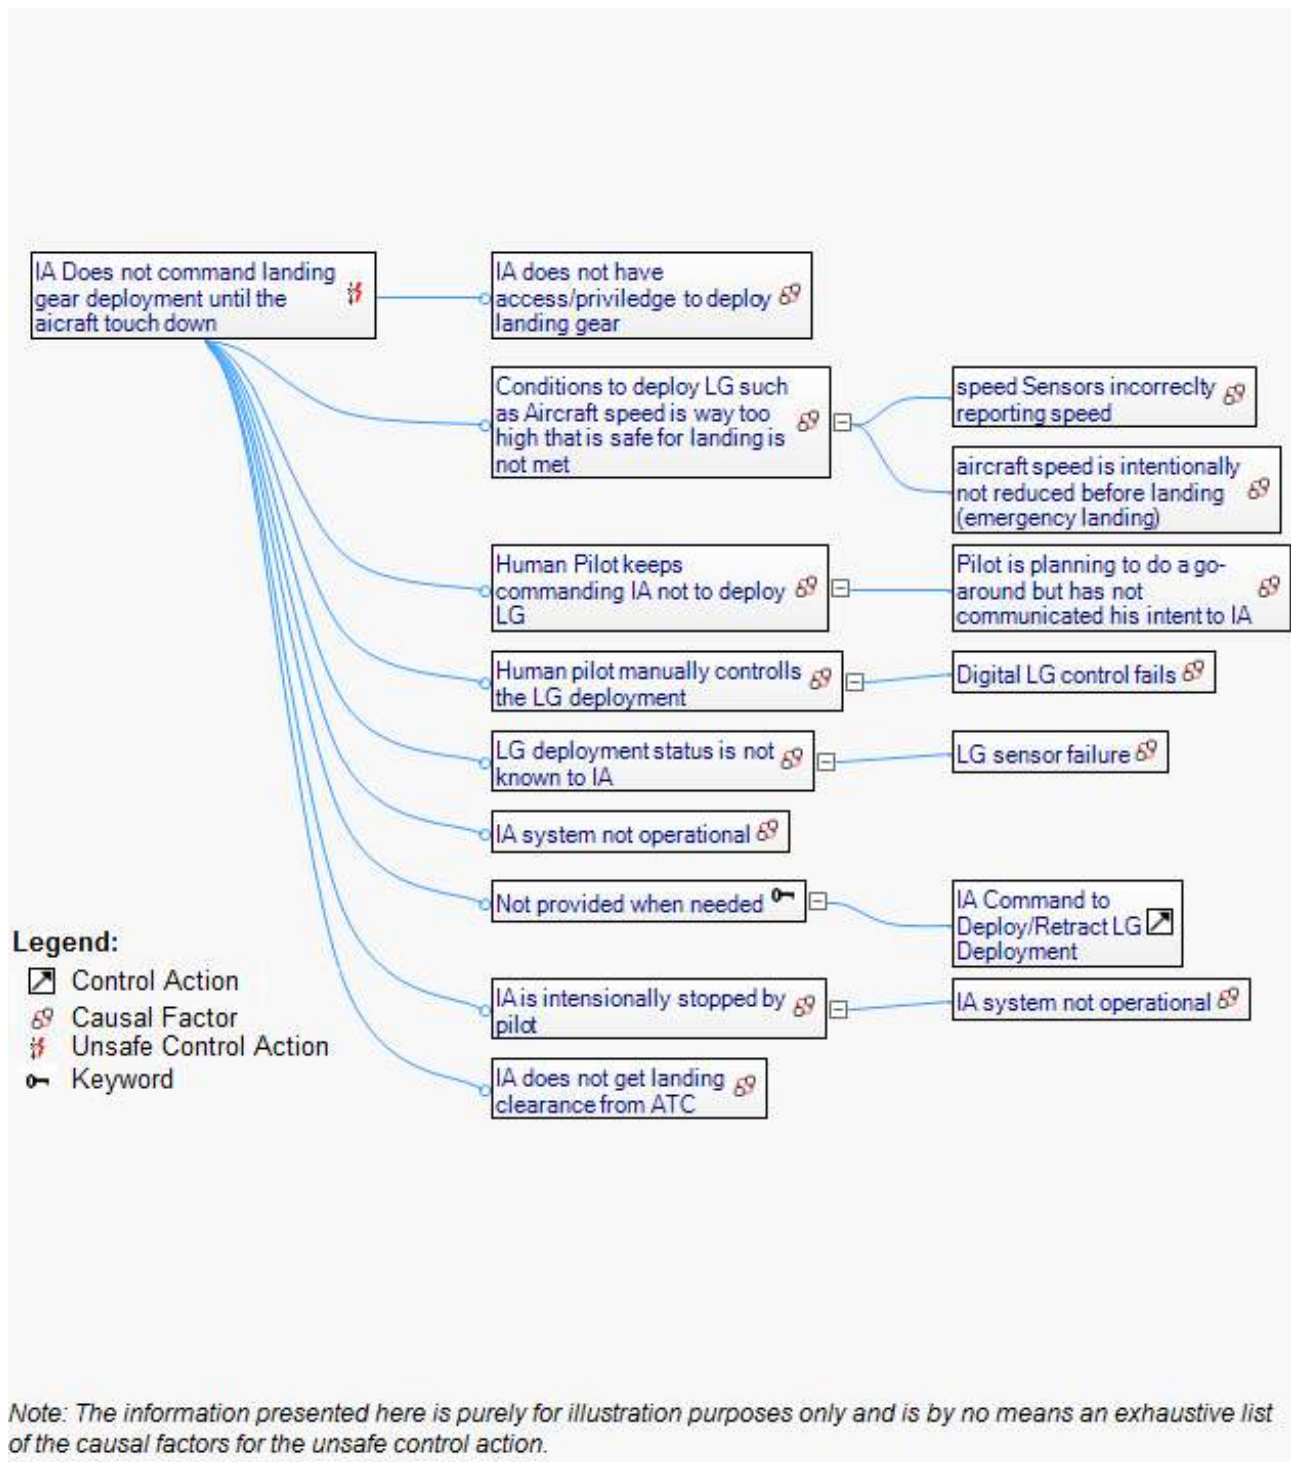 IA Does not command landing
gear deployment until the
aicraft touch down
IA does not have
access/priviledge to deploy
landing gear
Conditions to deploy LG such
as Aircraft speed is way too
high that is safe for landing is
not met
speed Sensors incorreclty
reporting speed
aircraft speed is intentionally
not reduced before landing
(emergency landing)
Human Pilot keeps
commanding IA not to deploy
LG
Pilot is planning to do a go-
around but has not
communicated his intent to IA
Human pilot manually controlls
the LG deployment
Digital LG control fails
LG deployment status is not
known to IA
LG sensor failure
IA system not operational
Not provided when needed
IA Command to
Deploy/Retract LG
Deployment
IA is intensionally stopped by
pilot
IA system not operational
IA does not get landing
clearance from ATC
Legend:
Control Action
Causal Factor
Unsafe Control Action
Keyword
Note: The information presented here is purely for illustration purposes only and is by no means an exhaustive list
of the causal factors for the unsafe control action.